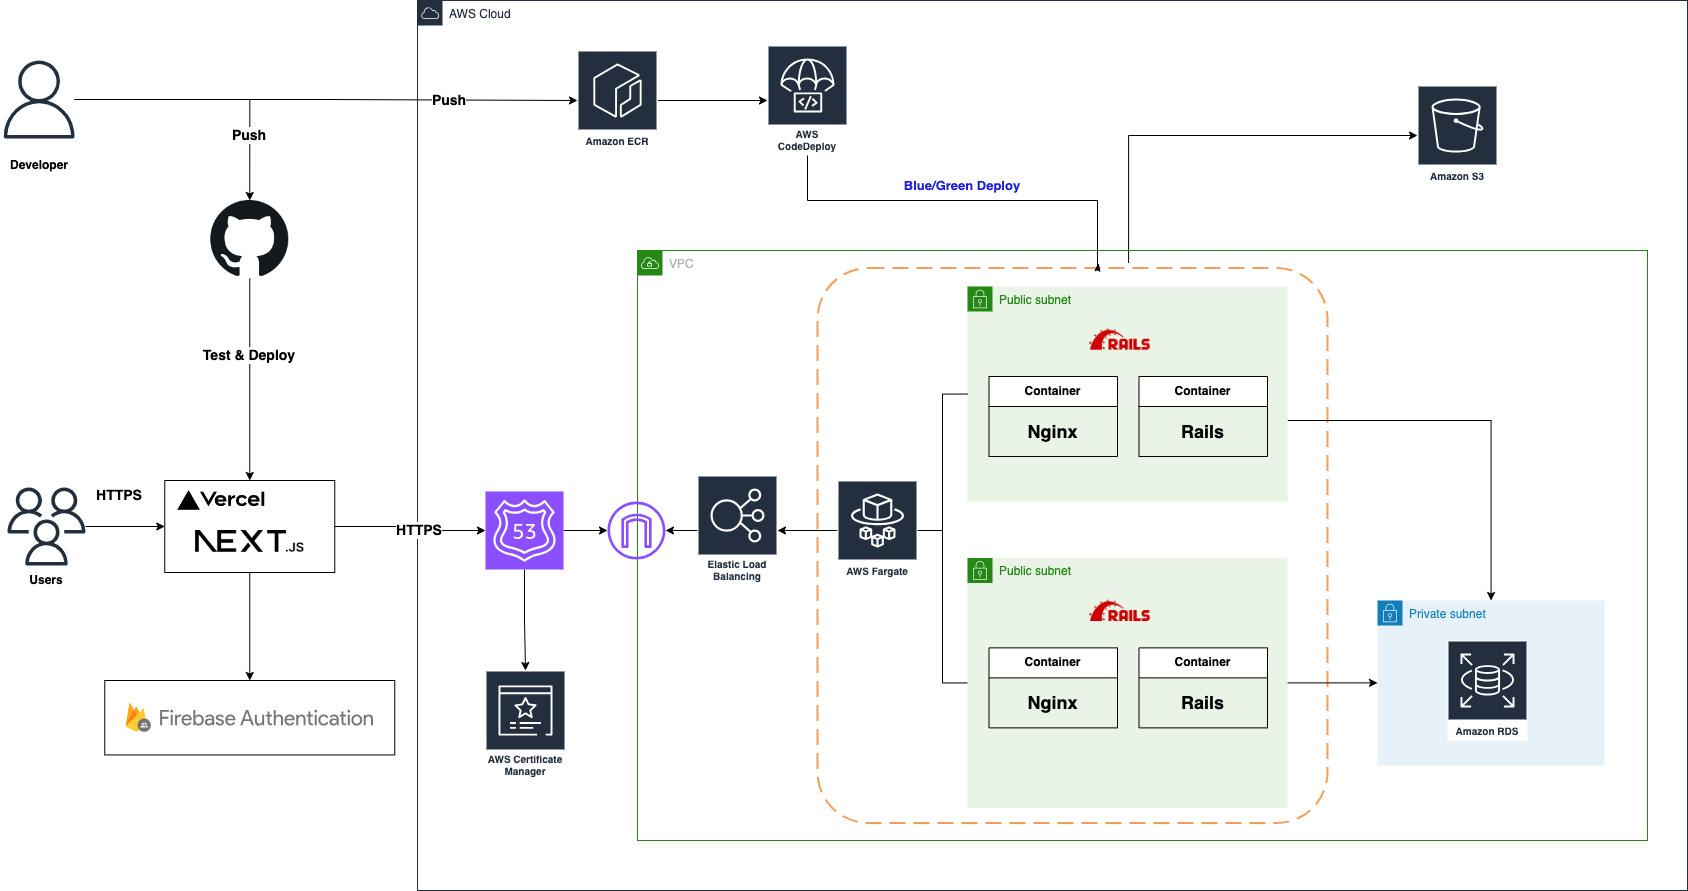 AWS Cloud
Developer
Push
Push
Amazon ECR
AWS
CodeDeploy
Blue/Green Deploy
Amazon S3
VPC
Test & Deploy
Public subnet
RAILS
Container
Nginx
Container
Rails
HTTPS
Users
Vercel
NEXT.JS
HTTPS
53
Elastic Load
Balancing
AWS Fargate
Public subnet
RAILS
Container
Nginx
Container
Rails
Private subnet
Amazon RDS
Firebase Authentication
AWS Certificate
Manager